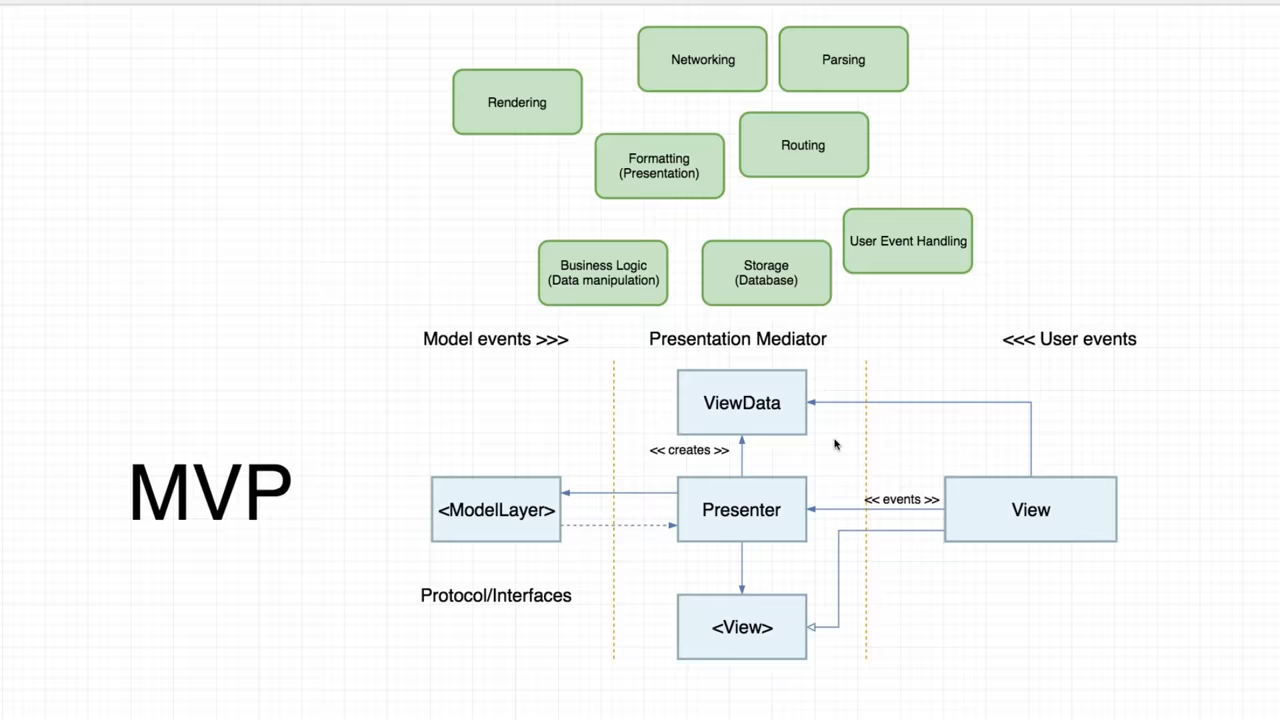 Networking
Parsing
Rendering
Routing
Formatting
(Presentation)
User Event Handling
Business Logic
(Data manipulation)
Storage
(Database)
Model events >>>
Presentation Mediator
<<< User events
ViewData
<< creates >>
MVP
<ModelLayer>
Presenter
<< events >>
View
Protocol/Interfaces
<View>